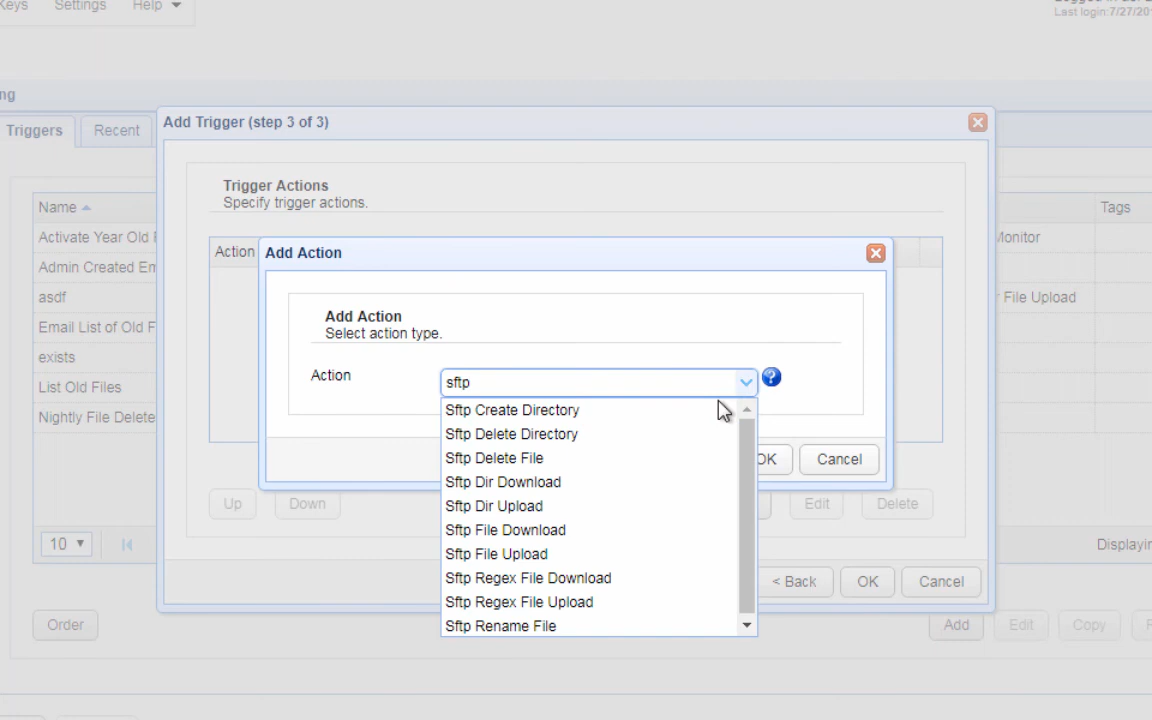 Keys Settings Help
Last login:7/27/201
ng
Triggers Recent
Add Trigger (step 3 of 3)
Trigger Actions
Specify trigger actions.
Name
Tags
Activate Year Old F
Monitor
Admin Created Em
asdf
File Upload
Email List of Old F
exists
List Old Files
Nightly File Delete
Action
Add Action
Add Action
Select action type.
Action
sftp
Sftp Create Directory
Sftp Delete Directory
Sftp Delete File
Sftp Dir Download
Sftp Dir Upload
Sftp File Download
Sftp File Upload
Sftp Regex File Download
Sftp Regex File Upload
Sftp Rename File
OK Cancel
Up Down Edit Delete
10
Displayin
< Back OK Cancel
Order
Add Edit Copy